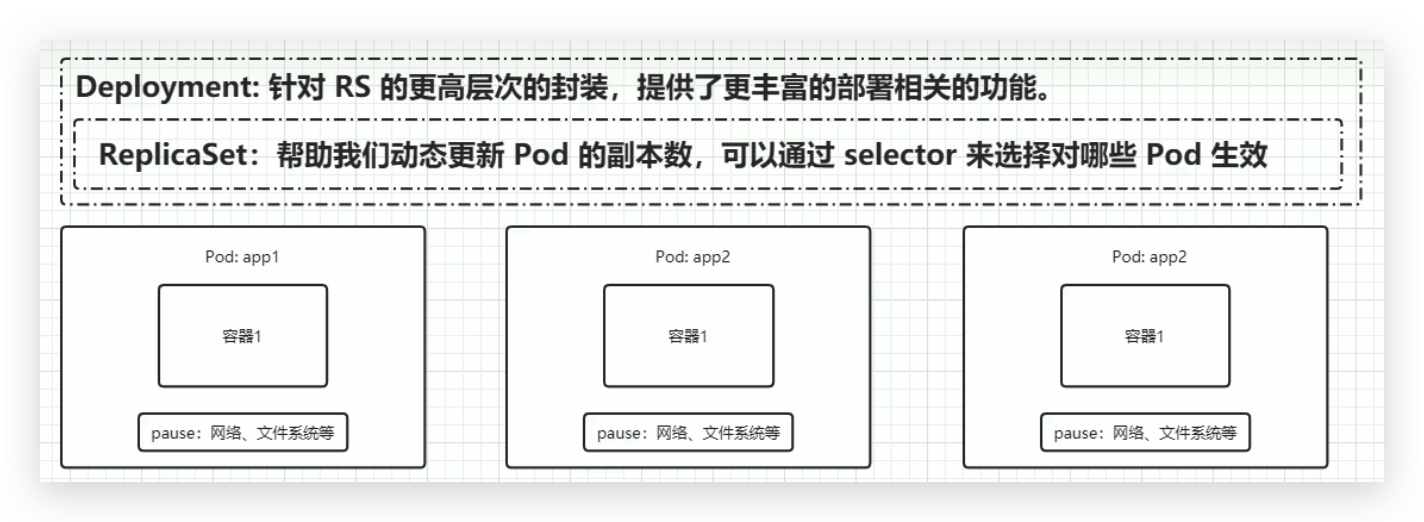 Deployment: 针对 RS 的更高层次的封装，提供了更丰富的部署相关的功能。
ReplicaSet：帮助我们动态更新 Pod 的副本数，可以通过 selector 来选择对哪些 Pod 生效
Pod: app1
容器1
pause：网络、文件系统等
Pod: app2
容器1
pause：网络、文件系统等
Pod: app2
容器1
pause：网络、文件系统等